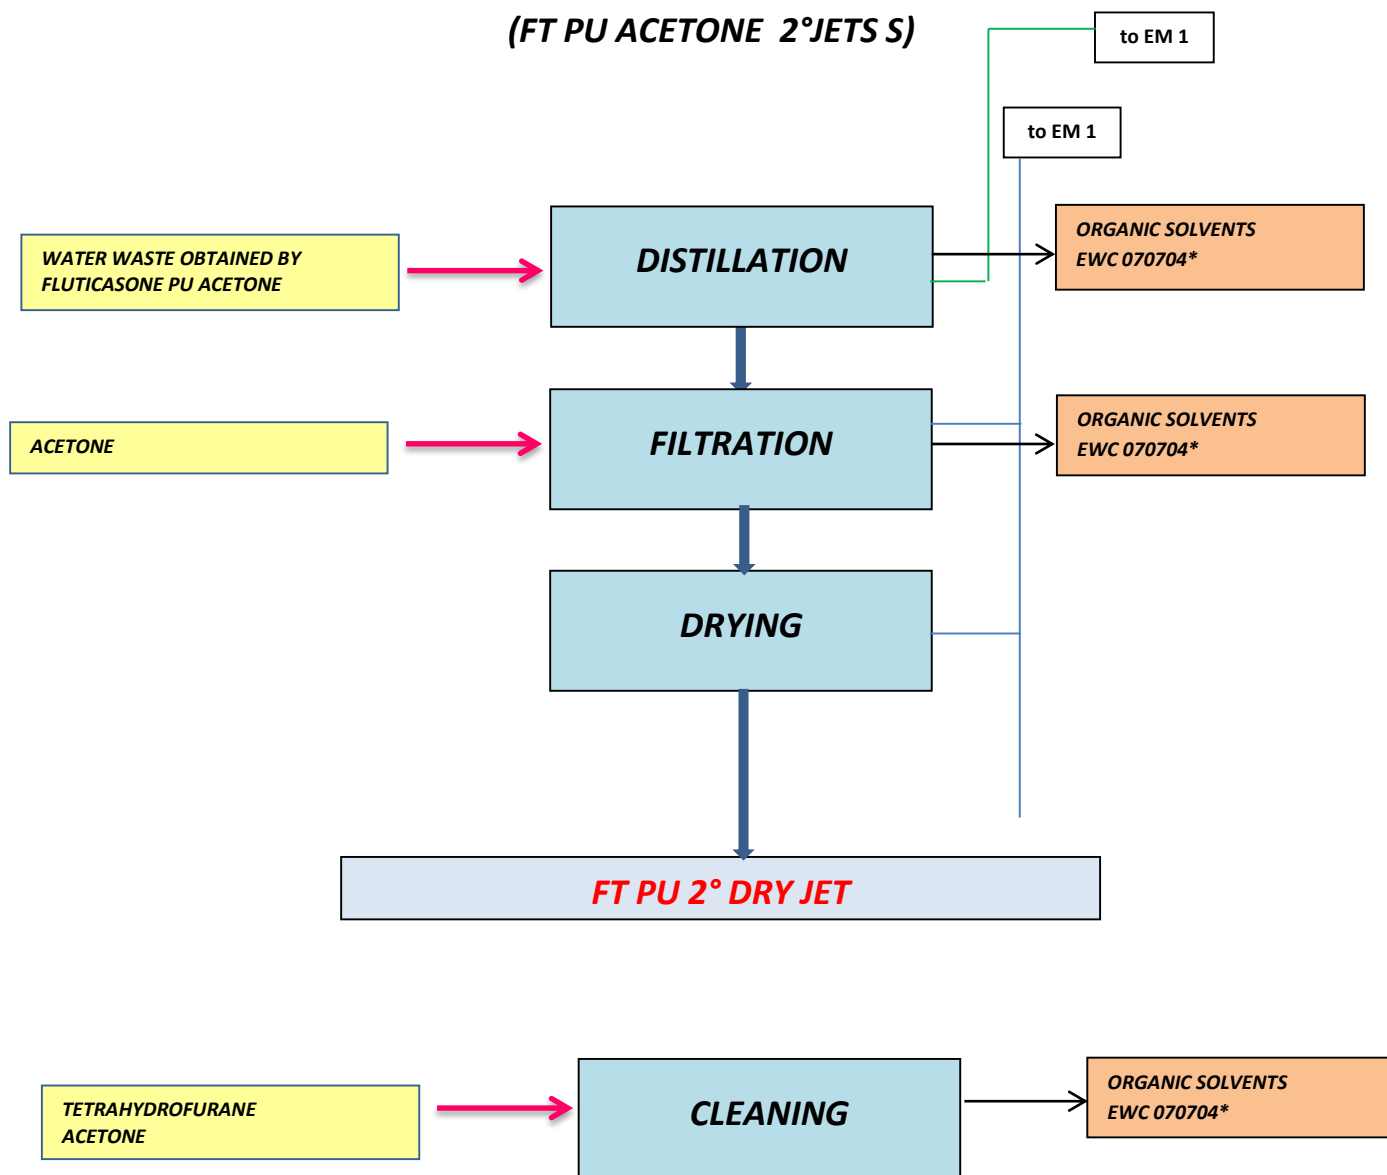 (FT PU ACETONE 2°JETS S)
to EM 1
to EM 1
DISTILLATION
ORGANIC SOLVENTS
EWC 070704*
WATER WASTE OBTAINED BY
FLUTICASONE PU ACETONE
ACETONE
FILTRATION
ORGANIC SOLVENTS
EWC 070704*
DRYING
FT PU 2° DRY JET
TETRAHYDROFURANE
ACETONE
CLEANING
ORGANIC SOLVENTS
EWC 070704*